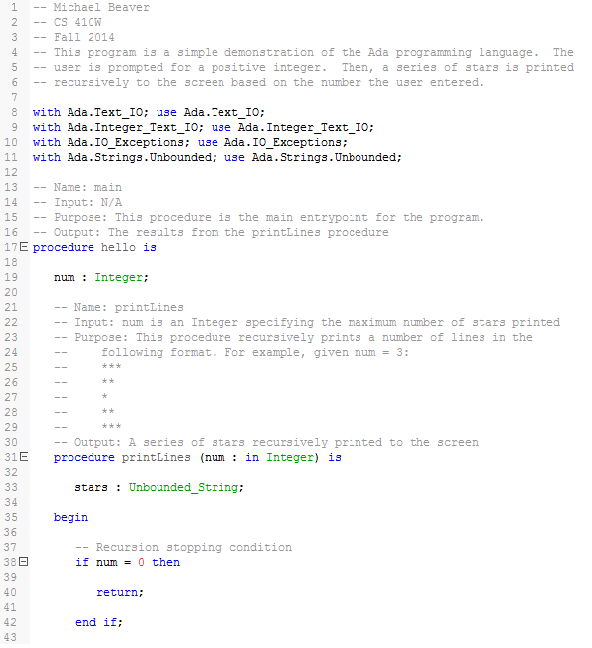 1 -- Michael Beaver
2 -- CS 410W
3 -- Fall 2014
4 -- This program is a simple demonstration of the Ada programming language.  The
5 -- user is prompted for a positive integer.  Then, a series of stars is printed
6 -- recursively to the screen based on the number the user entered.
7
8 with Ada.Text_IO; use Ada.Text_IO;
9 with Ada.Integer_Text_IO; use Ada.Integer_Text_IO;
10 with Ada.IO_Exceptions; use Ada.IO_Exceptions;
11 with Ada.Strings.Unbounded; use Ada.Strings.Unbounded;
12
13 -- Name: main
14 -- Input: N/A
15 -- Purpose: This procedure is the main entrypoint for the program.
16 -- Output: The results from the printLines procedure
17 procedure hello is
18
19    num : Integer;
20
21    -- Name: printLines
22    -- Input: num is an Integer specifying the maximum number of stars printed
23    -- Purpose: This procedure recursively prints a number of lines in the
24    --     following format. For example, given num = 3:
25    --     ***
26    --     **
27    --     *
28    --     **
29    --     ***
30    -- Output: A series of stars recursively printed to the screen
31    procedure printLines (num : in Integer) is
32
33       stars : Unbounded_String;
34
35    begin
36
37       -- Recursion stopping condition
38       if num = 0 then
39
40          return;
41
42       end if;
43